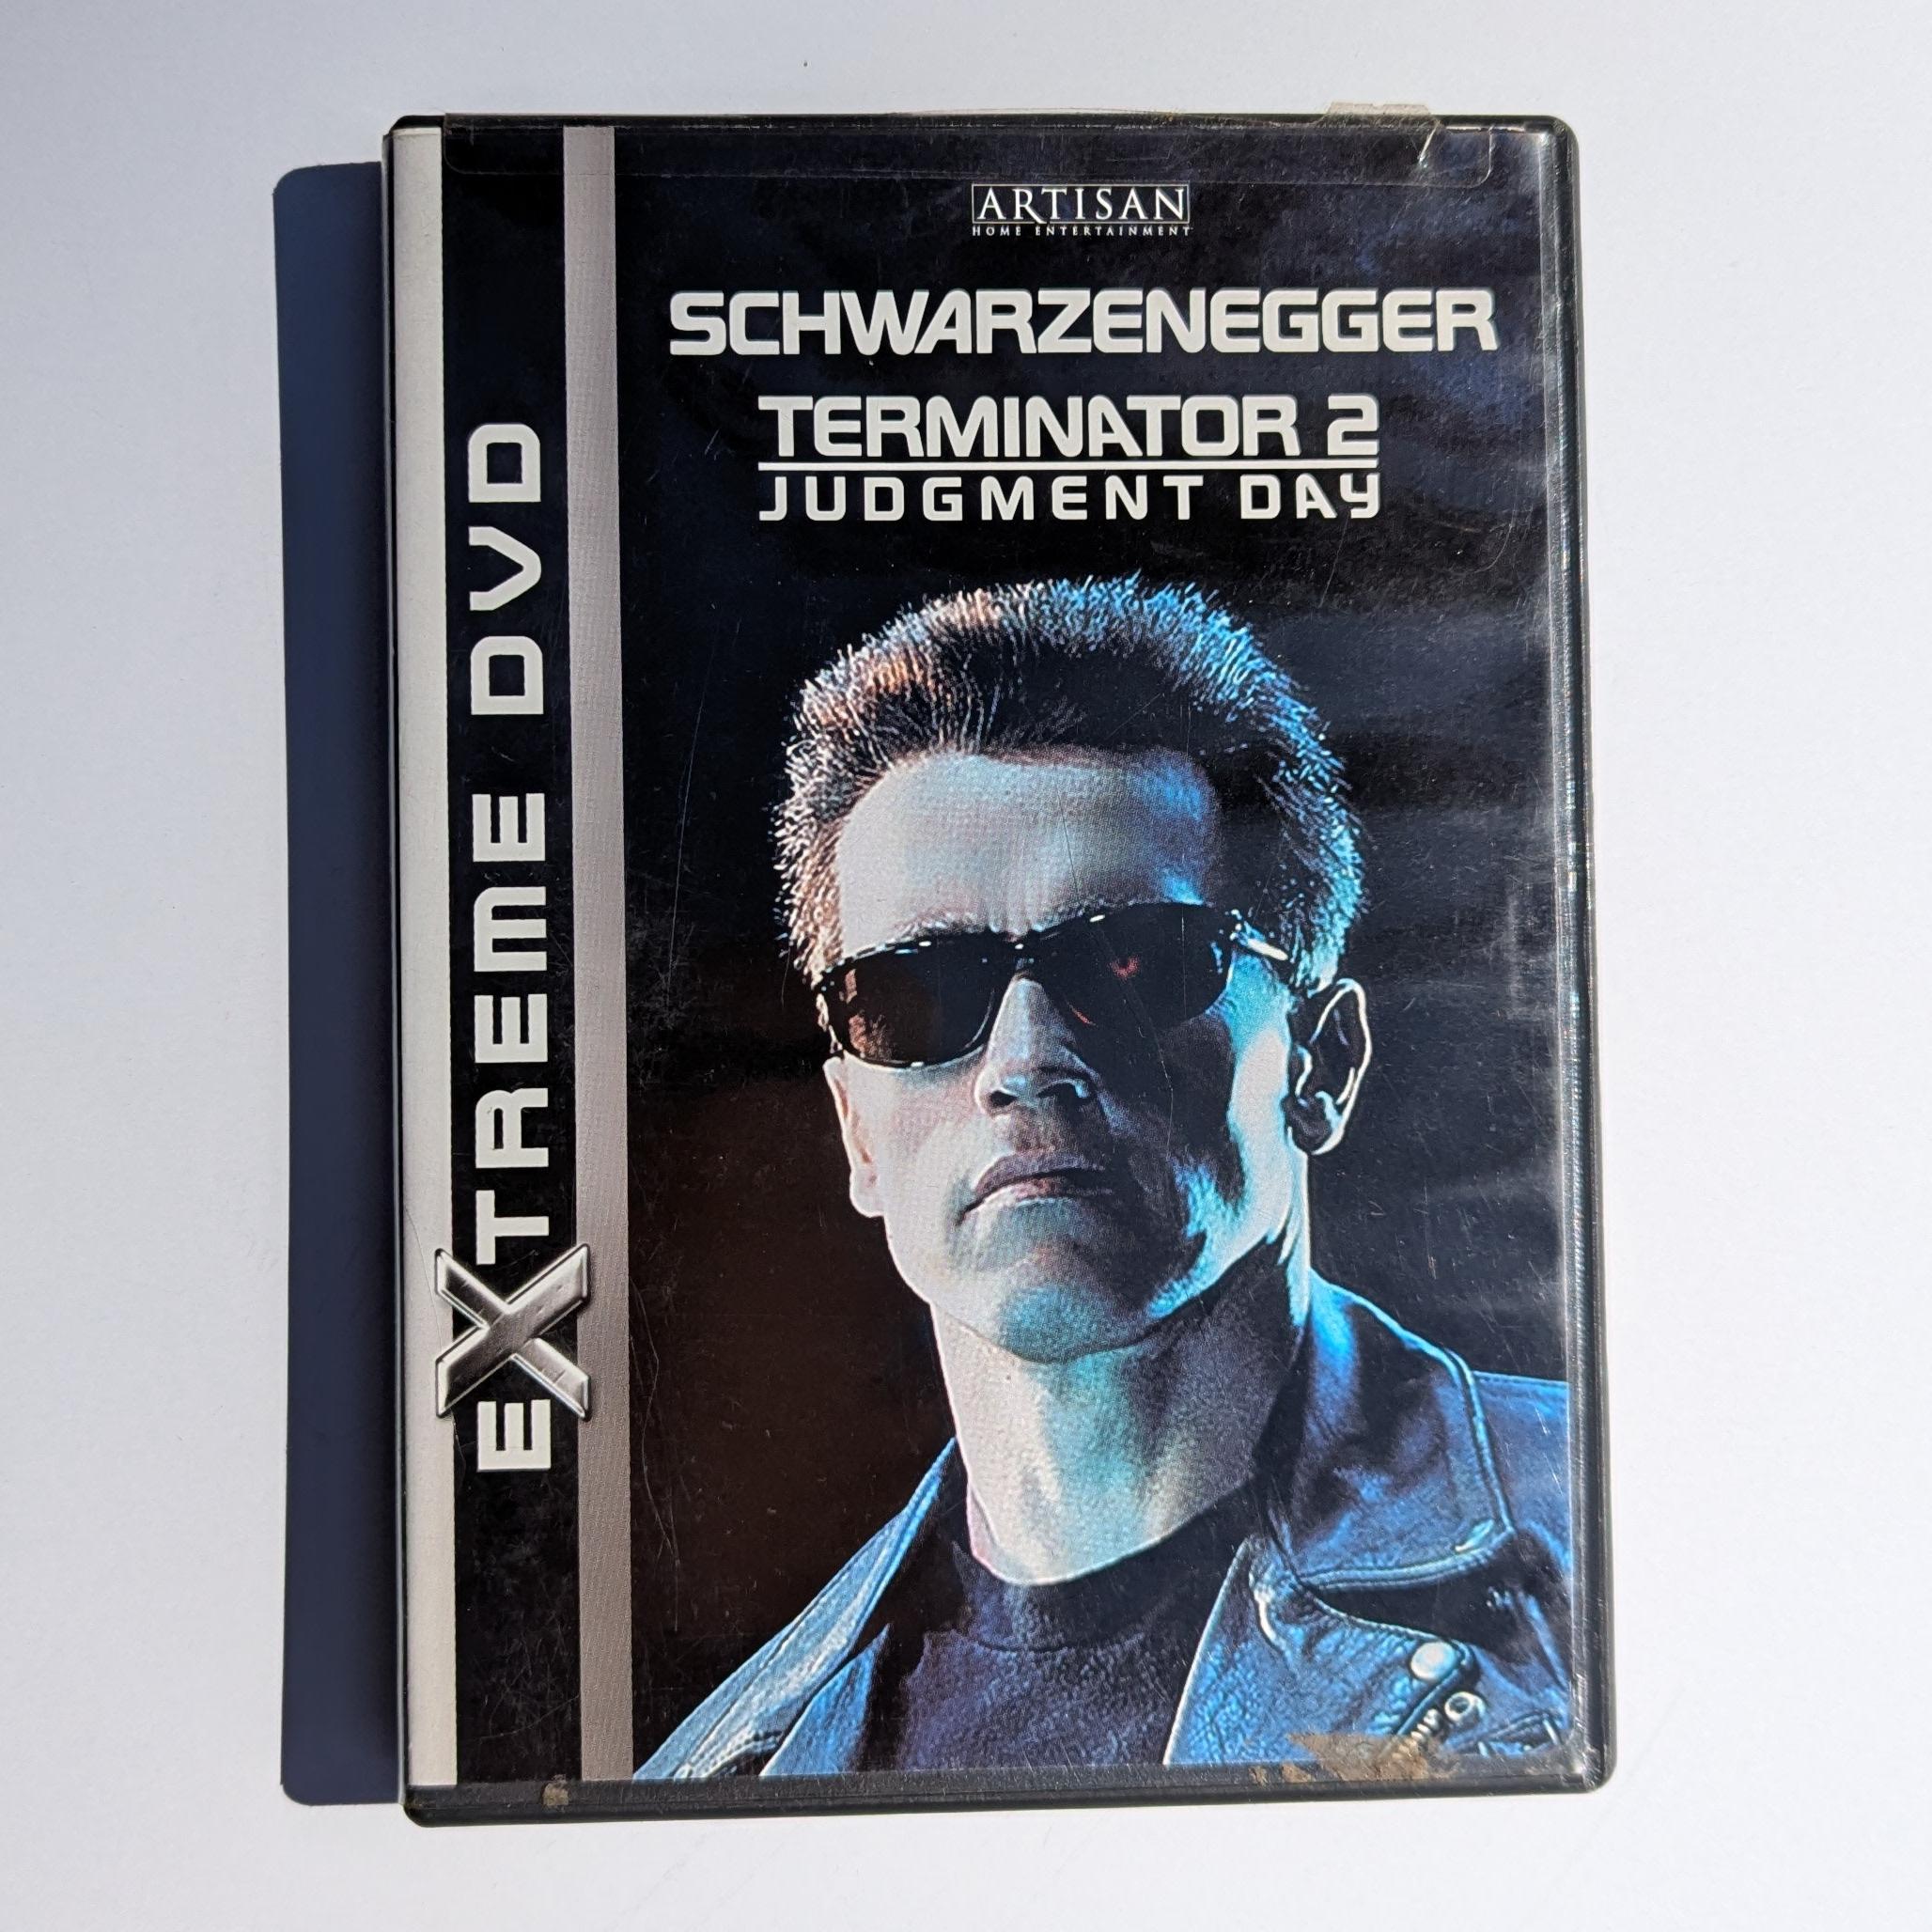 ARTISAN
HOME ENTERTAINMENT
SCHWARZENEGGER
TERMINATOR 2
JUDGMENT DAY
EXTREME DVD